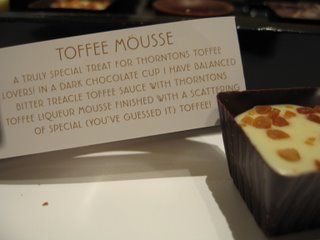 TOFFEE MÖUSSE
A TRULY SPECIAL TREAT FOR THORNTONS TOFFEE
LOVERS! IN A DARK CHOCOLATE CUP I HAVE BALANCED
BITTER TREACLE TOFFEE SAUCE WITH THORNTONS
TOFFEE LIQUEUR MOUSSE FINISHED WITH A SCATTERING
OF SPECIAL (YOU'VE GUESSED IT) TOFFEE!